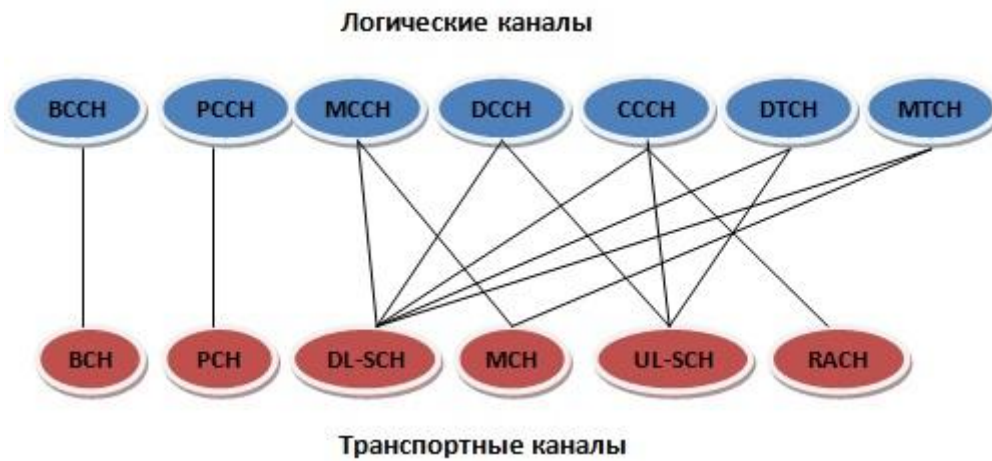 Логические каналы
BCCH PCCH MCCH DCCH CCCH DTCH MTCH
BCH PCH DL-SCH MCH UL-SCH RACH
Транспортные каналы